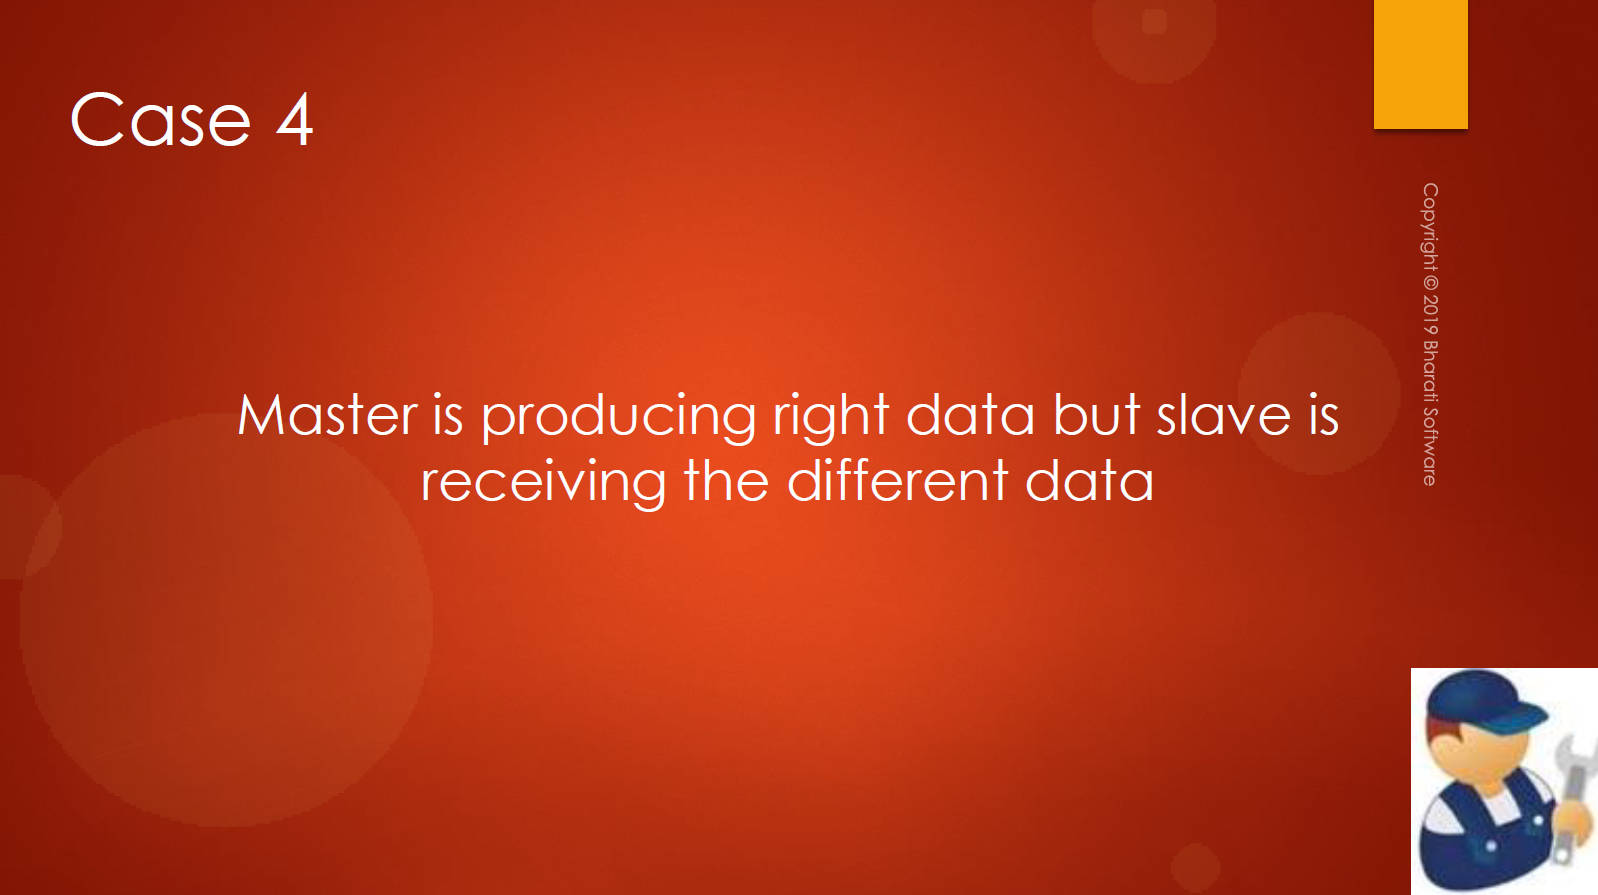 Case 4
Master is producing right data but slave is
receiving the different data
Copyright © 2019 Bharati Software